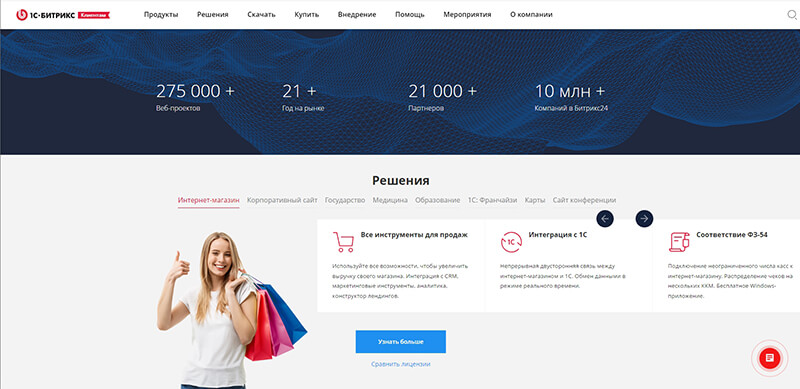 1С-БИТРИКС Клиентам Продукты Решения Скачать Купить Внедрение Помощь Мероприятия О компании
275 000 + 21 + 21 000 + 10 млн +
Веб-проектов Год на рынке Партнеров Компаний в Битрикс24
Решения
Интернет-магазин Корпоративный сайт Государство Медицина Образование 1С: Франчайзи Карты Сайт конференции
Все инструменты для продаж
Используйте все возможности, чтобы увеличить
выручку своего магазина. Интеграция с CRM,
маркетинговые инструменты, аналитика,
конструктор лендингов.
1С
Интеграция с 1С
Непрерывная двусторонняя связь между
интернет-магазином и 1С. Обмен данными в
режиме реального времени.
Соответствие ФЗ-54
Подключение неограниченного числа касс к
интернет-магазину. Распределение чеков на
нескольких ККМ. Бесплатное Windows-
приложение.
Узнать больше
Сравнить лицензии